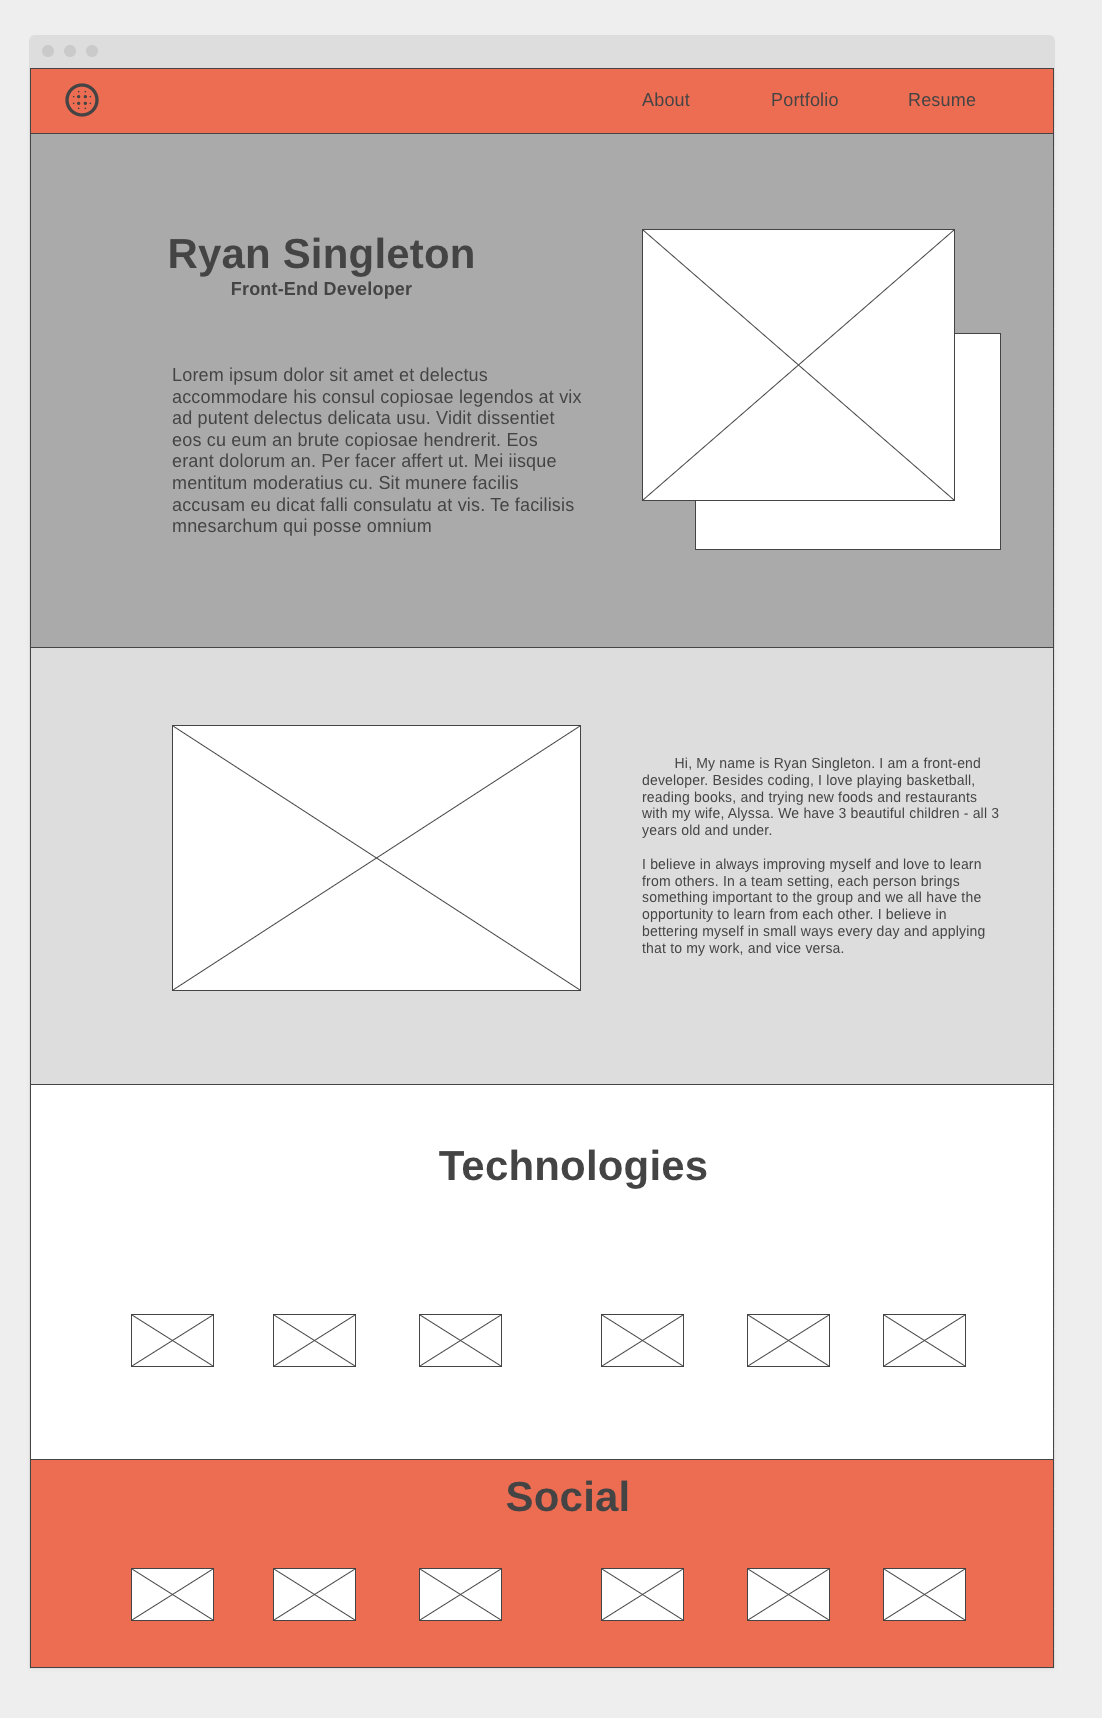 About
Portfolio
Resume
Ryan Singleton
Front-End Developer
Lorem ipsum dolor sit amet et delectus
accommodare his consul copiosae legendos at vix
ad putent delectus delicata usu. Vidit dissentiet
eos cu eum an brute copiosae hendrerit. Eos
erant dolorum an. Per facer affert ut. Mei iisque
mentitum moderatius cu. Sit munere facilis
accusam eu dicat falli consulatu at vis. Te facilisis
mnesarchum qui posse omnium
Hi, My name is Ryan Singleton. I am a front-end
developer. Besides coding, I love playing basketball,
reading books, and trying new foods and restaurants
with my wife, Alyssa. We have 3 beautiful children - all 3
years old and under.
I believe in always improving myself and love to learn
from others. In a team setting, each person brings
something important to the group and we all have the
opportunity to learn from each other. I believe in
bettering myself in small ways every day and applying
that to my work, and vice versa.
Technologies
Social